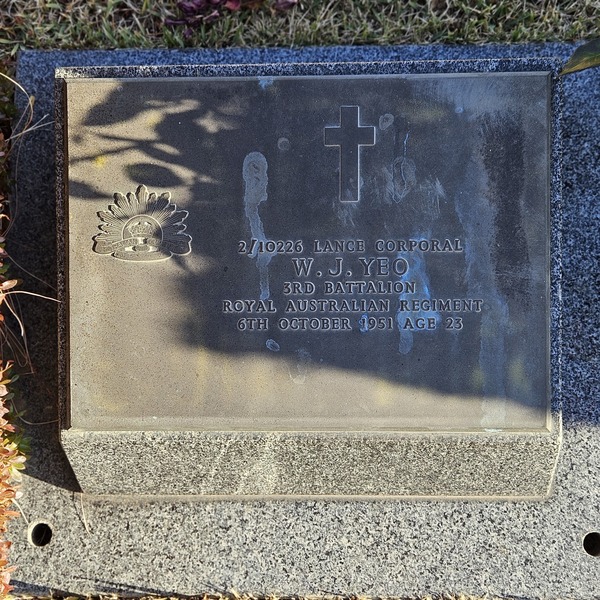 2/10226 LANCE CORPORAL
W. J. YEO
3RD BATTALION
ROYAL AUSTRALIAN REGIMENT
6TH OCTOBER 1951 AGE 23